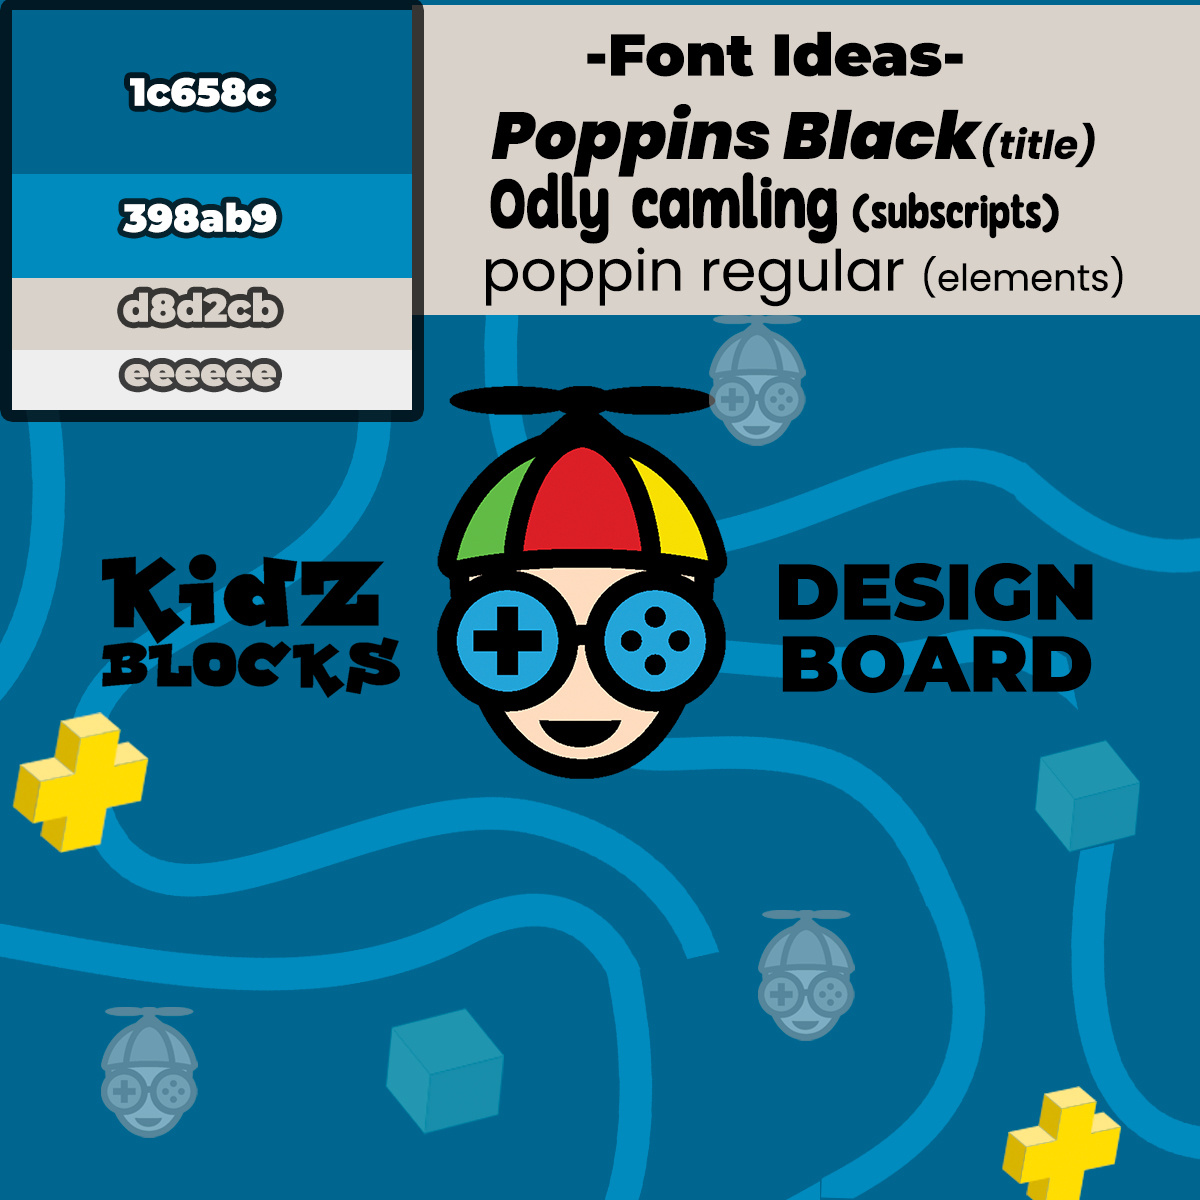 1c658c
398ab9
d8d2cb
eeeeee
-Font Ideas-
Poppins Black(title)
Odly camling (subscripts)
poppin regular (elements)
KidZ
BLOCKS
DESIGN
BOARD